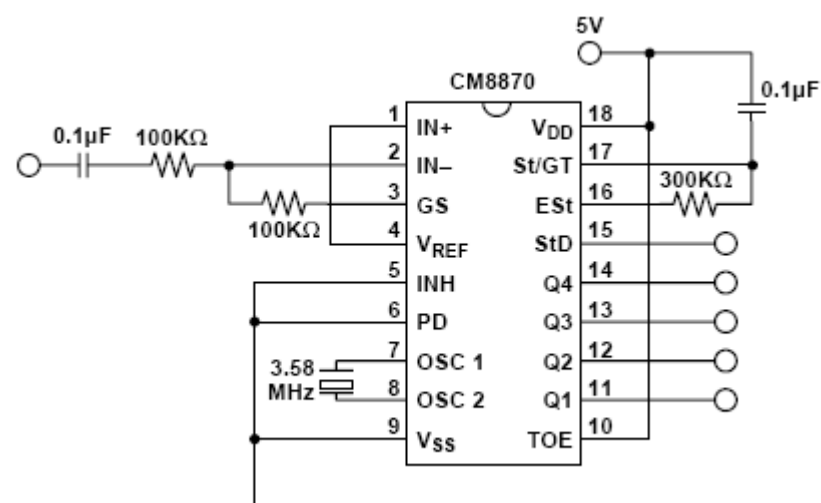 5V
CM8870
0.1µF
0.1µF
100KΩ
100KΩ
300KΩ
1 IN+
2 IN–
3 GS
4 VREF
5 INH
6 PD
7 OSC 1
8 OSC 2
9 VSS
3.58
MHz
VDD 18
St/GT 17
ESt 16
StD 15
Q4 14
Q3 13
Q2 12
Q1 11
TOE 10